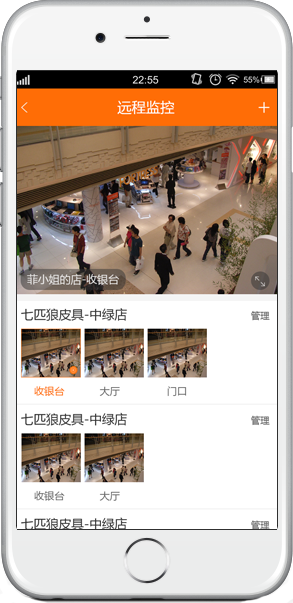 22:55
55%
远程监控
菲小姐的店-收银台
七匹狼皮具-中绿店 管理
收银台 大厅 门口
七匹狼皮具-中绿店 管理
收银台 大厅
七匹狼皮具-中绿店 管理